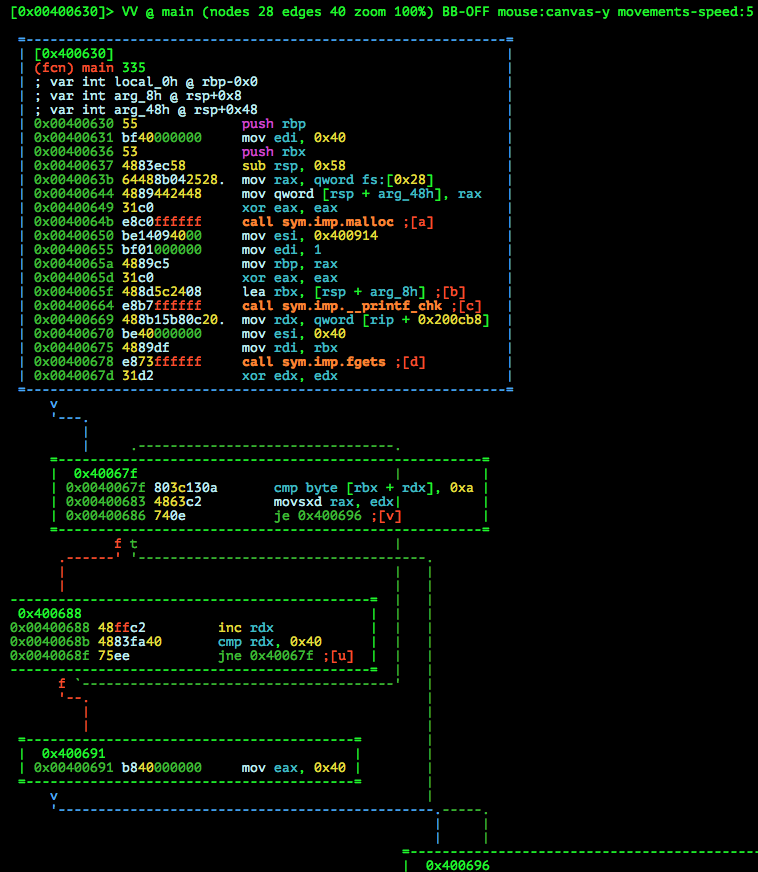 [0x00400630]> VV @ main (nodes 28 edges 40 zoom 100%) BB-OFF mouse:canvas-y movements-speed:5
[0x400630]
(fcn) main 335
; var int local_0h @ rbp-0x0
; var int arg_8h @ rsp+0x8
; var int arg_48h @ rsp+0x48
0x00400630 55 push rbp
0x00400631 bf40000000 mov edi, 0x40
0x00400636 53 push rbx
0x00400637 4883ec58 sub rsp, 0x58
0x0040063b 64488b042528. mov rax, qword fs:[0x28]
0x00400644 4889442448 mov qword [rsp + arg_48h], rax
0x00400649 31c0 xor eax, eax
0x0040064b e8c0ffffff call sym.imp.malloc ;[a]
0x00400650 be14094000 mov esi, 0x400914
0x00400655 bf01000000 mov edi, 1
0x0040065a 4889c5 mov rbp, rax
0x0040065d 31c0 xor eax, eax
0x0040065f 488d5c2408 lea rbx, [rsp + arg_8h] ;[b]
0x00400664 e8b7ffffff call sym.imp.__printf_chk ;[c]
0x00400669 488b15b80c20. mov rdx, qword [rip + 0x200cb8]
0x00400670 be40000000 mov esi, 0x40
0x00400675 4889df mov rdi, rbx
0x00400678 e873ffffff call sym.imp.fgets ;[d]
0x0040067d 31d2 xor edx, edx
v
0x40067f
0x0040067f 803c130a cmp byte [rbx + rdx], 0xa
0x00400683 4863c2 movsxd rax, edx
0x00400686 740e je 0x400696 ;[v]
f t
0x400688
0x00400688 48ffc2 inc rdx
0x0040068b 4883fa40 cmp rdx, 0x40
0x0040068f 75ee jne 0x40067f ;[u]
f
0x400691
0x00400691 b840000000 mov eax, 0x40
v
0x400696